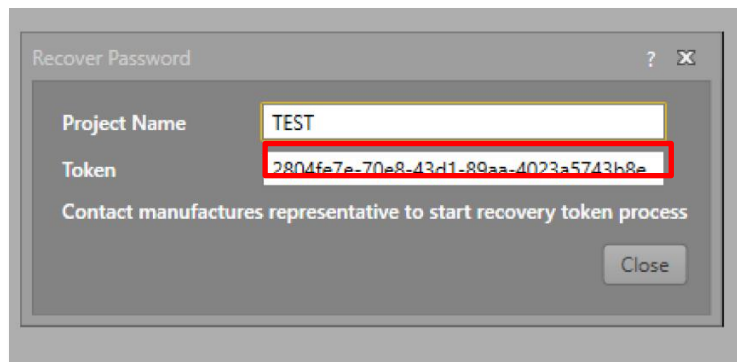 Recover Password ? X
Project Name TEST
Token 2804fe7e-70e8-43d1-89aa-4023a5743b8e
Contact manufactures representative to start recovery token process
Close